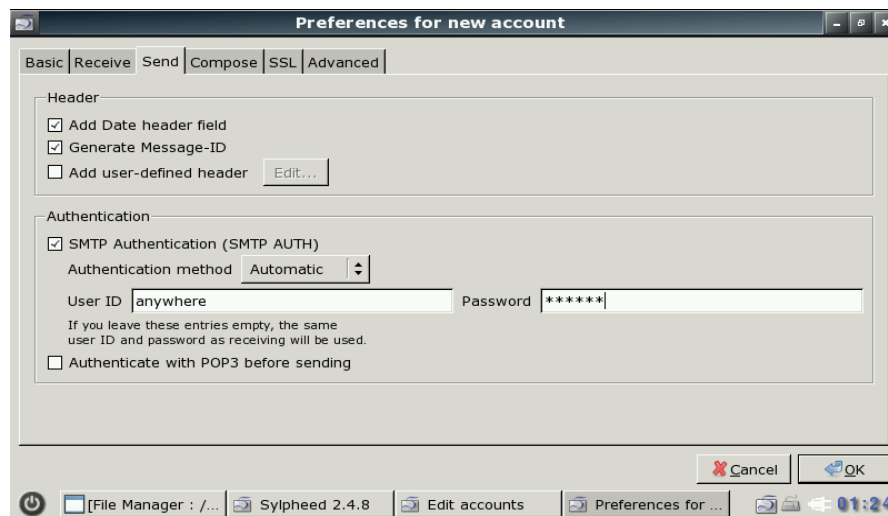 Preferences for new account
Basic Receive Send Compose SSL Advanced
Header
Add Date header field
Generate Message-ID
Add user-defined header Edit...
Authentication
SMTP Authentication (SMTP AUTH)
Authentication method Automatic
User ID anywhere Password ******
If you leave these entries empty, the same
user ID and password as receiving will be used.
Authenticate with POP3 before sending
Cancel OK
[File Manager : /... Sylpheed 2.4.8 Edit accounts Preferences for ... 01:24